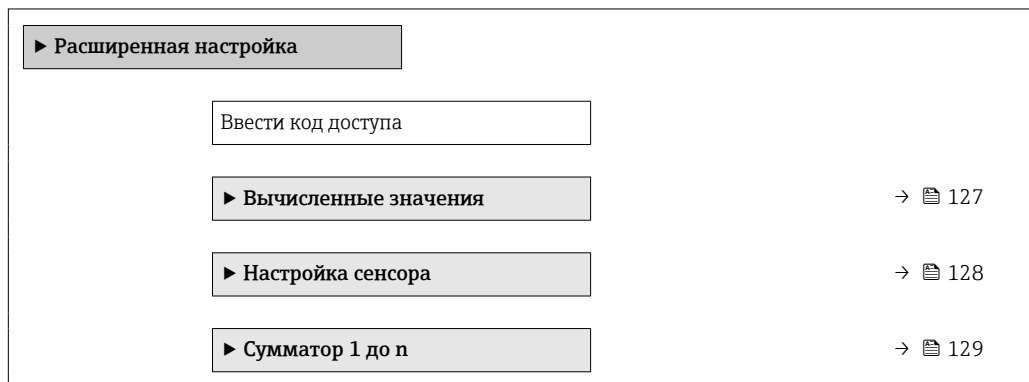 ▶ Расширенная настройка
Ввести код доступа
▶ Вычисленные значения → 127
▶ Настройка сенсора → 128
▶ Сумматор 1 до n → 129